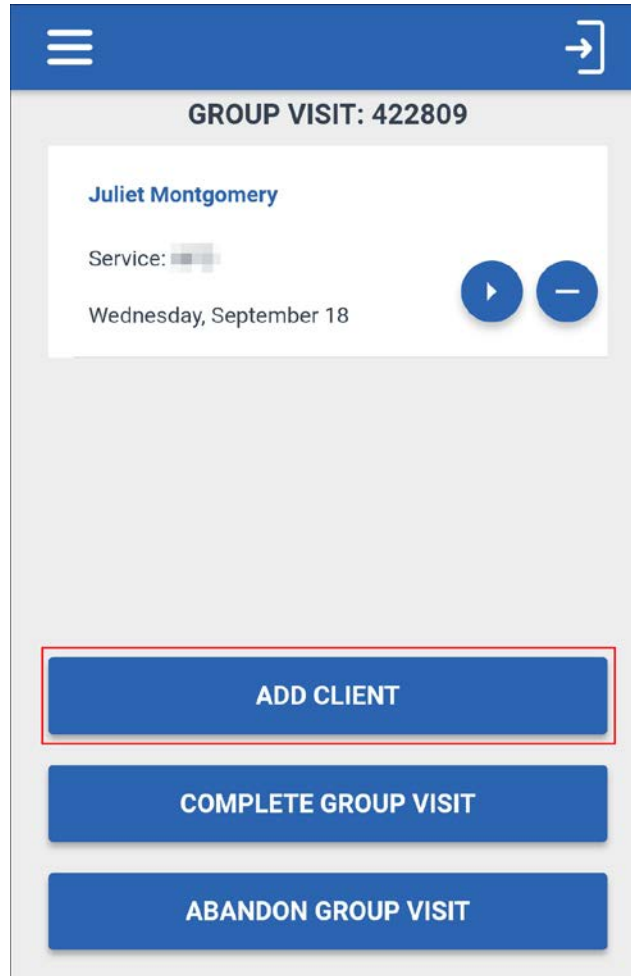 GROUP VISIT: 422809
Juliet Montgomery
Service:
Wednesday, September 18
ADD CLIENT
COMPLETE GROUP VISIT
ABANDON GROUP VISIT